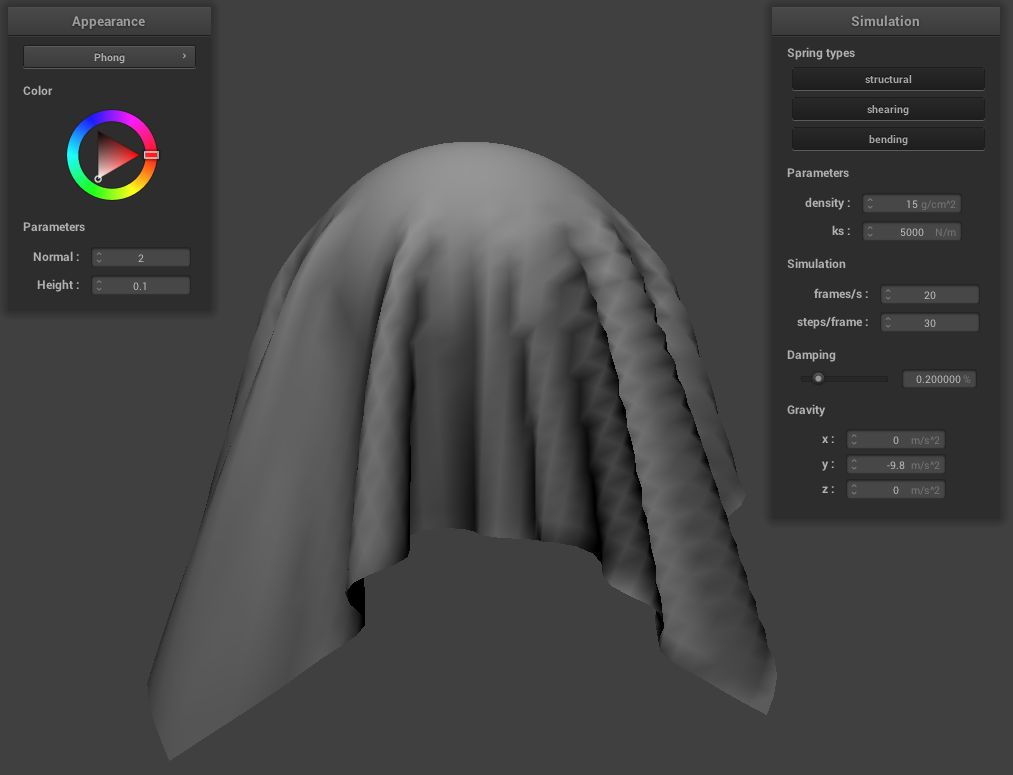 Appearance
Phong
Color
Parameters
Normal : 2
Height : 0.1
Simulation
Spring types
structural
shearing
bending
Parameters
density : 15 g/cm^2
ks : 5000 N/m
Simulation
frames/s : 20
steps/frame : 30
Damping
0.200000 %
Gravity
x : 0 m/s^2
y : -9.8 m/s^2
z : 0 m/s^2